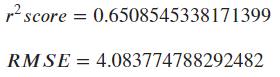 r² score = 0.6508545338171399
RMSE = 4.083774788292482